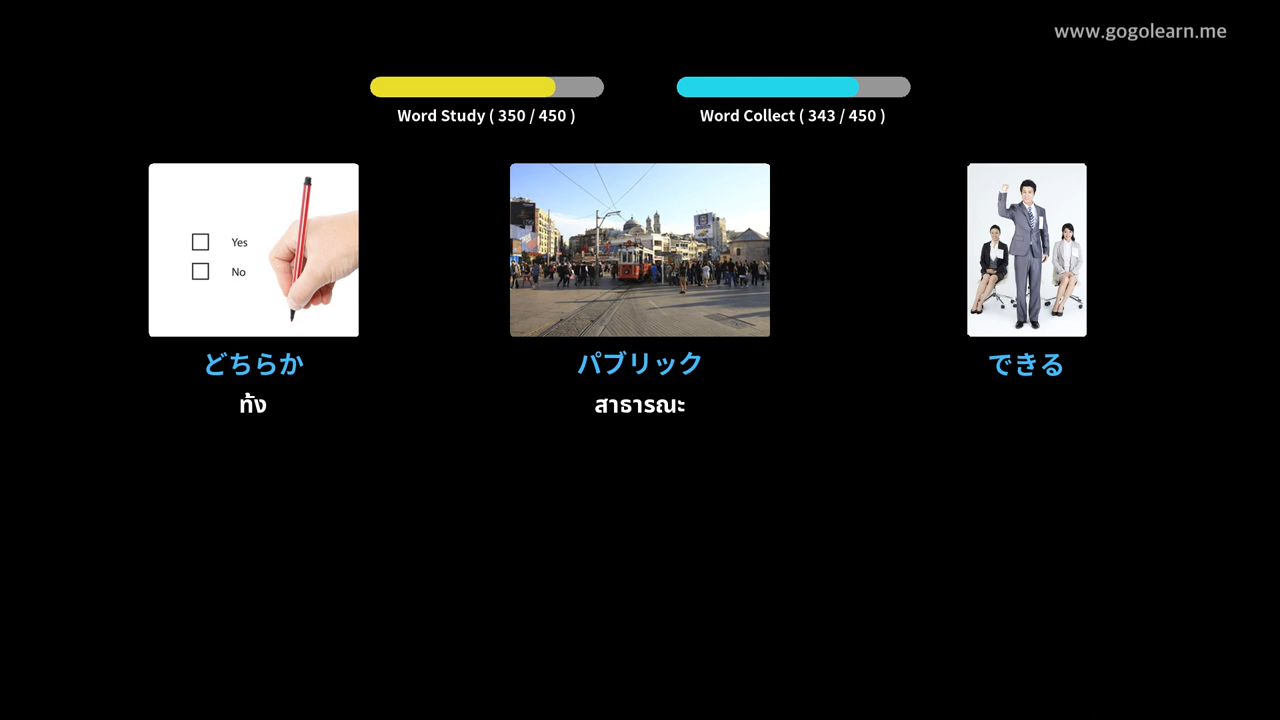 www.gogolearn.me
Word Study ( 350 / 450 )
Word Collect ( 343 / 450 )
Yes
No
どちらか
パブリック
できる
ทั้ง
สาธารณะ